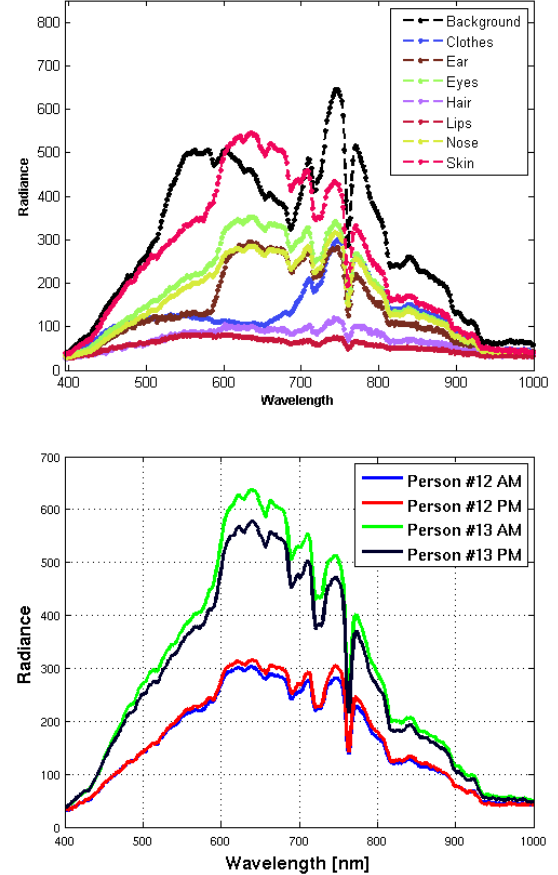 850
800
700
600
500
400
300
200
100
0
Radiance
Background
Clothes
Ear
Eyes
Hair
Lips
Nose
Skin
400 500 600 700 800 900 1000
Wavelength
700
600
500
400
300
200
100
0
Radiance
Person #12 AM
Person #12 PM
Person #13 AM
Person #13 PM
400 500 600 700 800 900 1000
Wavelength [nm]